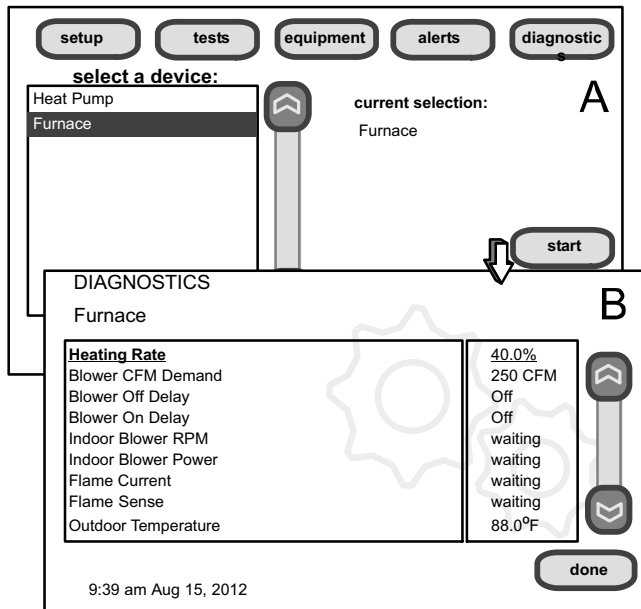 setup tests equipment alerts diagnostic
s
select a device:
Heat Pump
Furnace
current selection:
Furnace
A
start
DIAGNOSTICS
Furnace
B
Heating Rate 40.0%
Blower CFM Demand 250 CFM
Blower Off Delay Off
Blower On Delay Off
Indoor Blower RPM waiting
Indoor Blower Power waiting
Flame Current waiting
Flame Sense waiting
Outdoor Temperature 88.0°F
done
9:39 am Aug 15, 2012